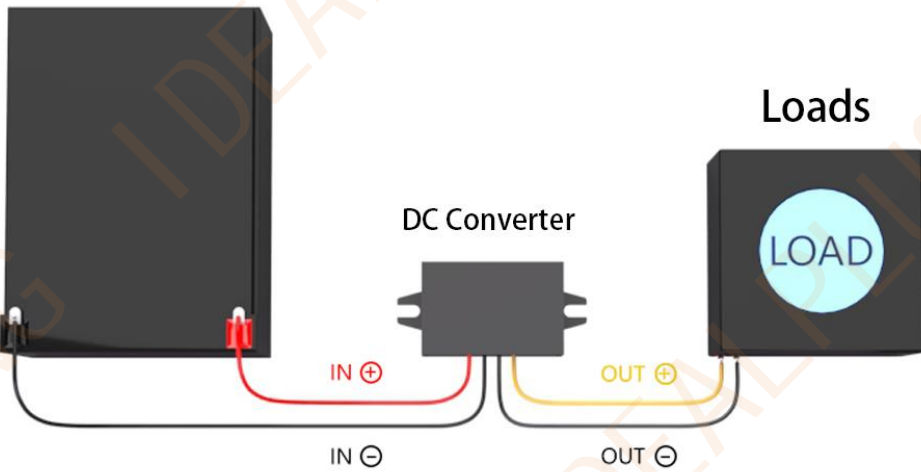 Loads
DC Converter
LOAD
IN ⊕
OUT ⊕
IN ⊖
OUT ⊖